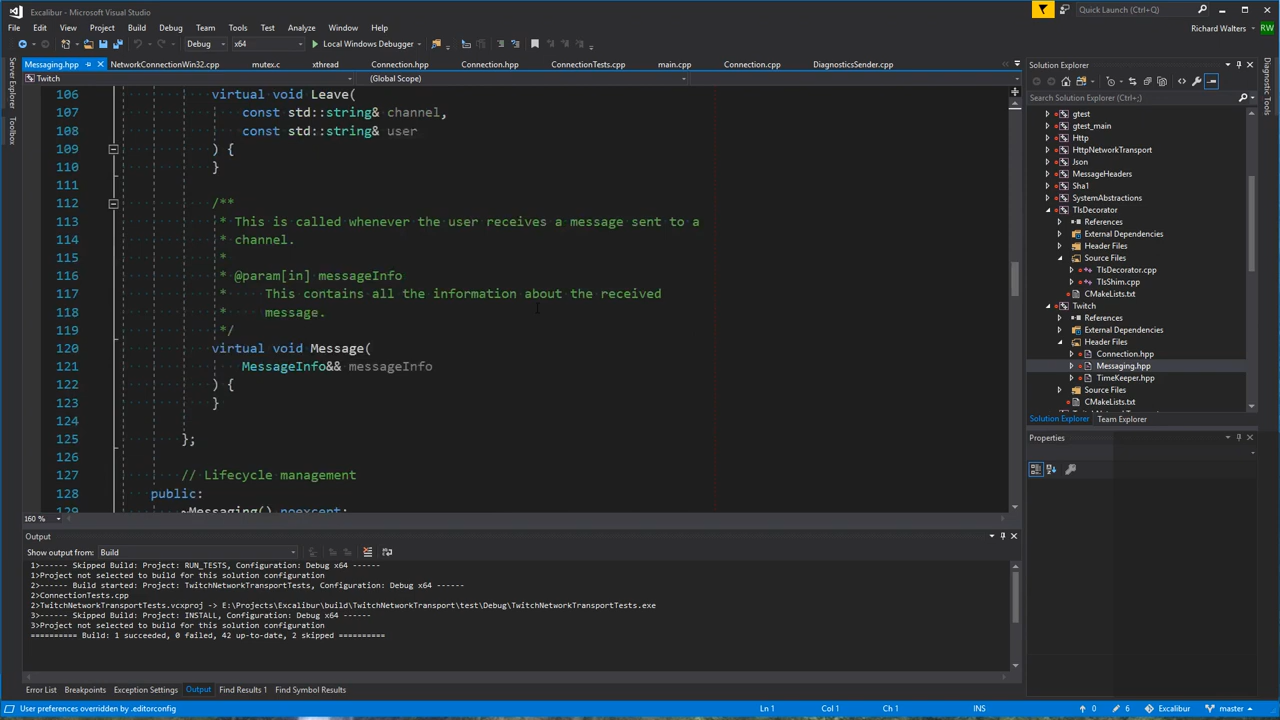 Excalibur - Microsoft Visual Studio
Quick Launch (Ctrl+Q)
File Edit View Project Build Debug Team Tools Test Analyze Window Help
Richard Walters RW
Debug x64 Local Windows Debugger
Messaging.hpp NetworkConnectionWin32.cpp mutex.c xthread Connection.hpp Connection.hpp ConnectionTests.cpp main.cpp Connection.cpp DiagnosticsSender.cpp
Twitch (Global Scope)
Server Explorer
Toolbox
106 virtual void Leave(
107 const std::string& channel,
108 const std::string& user
109 ) {
110 }
111
112 /**
113 * This is called whenever the user receives a message sent to a
114 * channel.
115 *
116 * @param[in] messageInfo
117 * This contains all the information about the received
118 * message.
119 */
120 virtual void Message(
121 MessageInfo&& messageInfo
122 ) {
123 }
124
125 };
126
127 // Lifecycle management
128 public:
129 ~Messaging() noexcept;
160 %
Solution Explorer
Search Solution Explorer (Ctrl+;)
gtest
gtest_main
Http
HttpNetworkTransport
Json
MessageHeaders
Sha1
SystemAbstractions
TlsDecorator
References
External Dependencies
Header Files
Source Files
TlsDecorator.cpp
TlsShim.cpp
CMakeLists.txt
Twitch
References
External Dependencies
Header Files
Connection.hpp
Messaging.hpp
TimeKeeper.hpp
Source Files
CMakeLists.txt
Solution Explorer Team Explorer
Properties
Diagnostic Tools
Output
Show output from: Build
1>------ Skipped Build: Project: RUN_TESTS, Configuration: Debug x64 ------
1>Project not selected to build for this solution configuration
2>------ Build started: Project: TwitchNetworkTransportTests, Configuration: Debug x64 ------
2>ConnectionTests.cpp
2>TwitchNetworkTransportTests.vcxproj -> E:\Projects\Excalibur\build\TwitchNetworkTransport\test\Debug\TwitchNetworkTransportTests.exe
3>------ Skipped Build: Project: INSTALL, Configuration: Debug x64 ------
3>Project not selected to build for this solution configuration
========== Build: 1 succeeded, 0 failed, 42 up-to-date, 2 skipped ==========
Error List Breakpoints Exception Settings Output Find Results 1 Find Symbol Results
User preferences overridden by .editorconfig Ln 1 Col 1 Ch 1 INS 0 6 Excalibur master